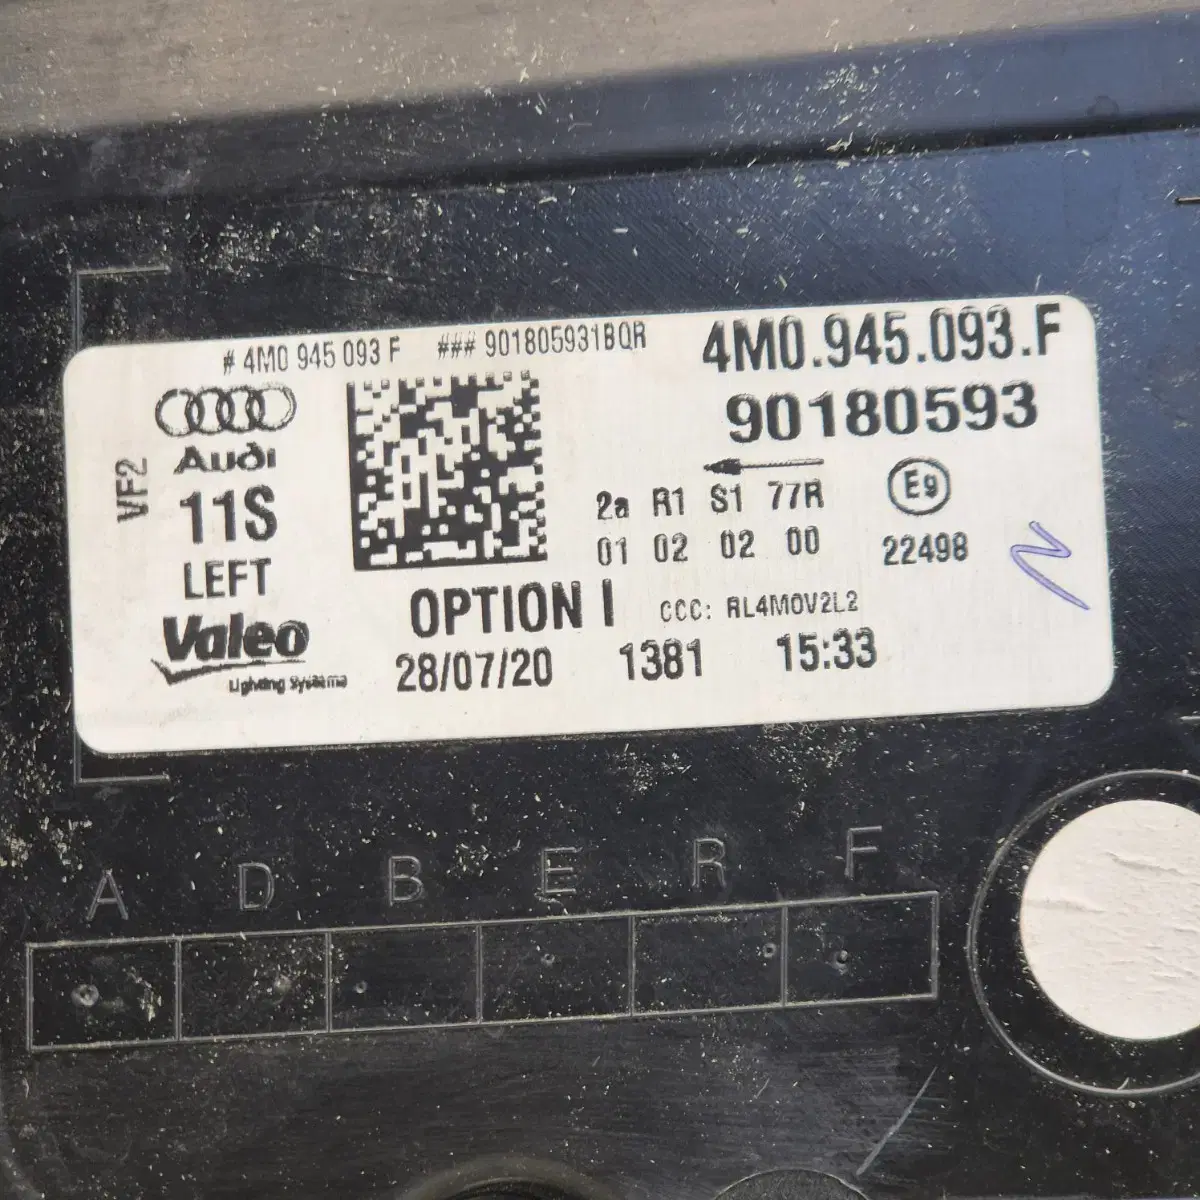 # 4M0 945 093 F ### 901805931BQR
4M0.945.093.F
90180593
Audi
VF2
11S
LEFT
Valeo
Lighting Systems
2a R1 S1 77R
01 02 02 00
E9
22498
OPTION I CCC: RL4M0V2L2
28/07/20 1381 15:33
A D B E R F